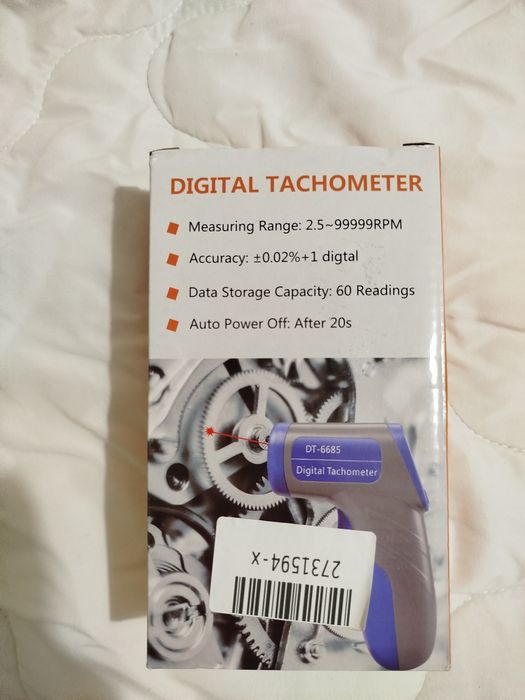 DIGITAL TACHOMETER
Measuring Range: 2.5~99999RPM
Accuracy: ±0.02%+1 digtal
Data Storage Capacity: 60 Readings
Auto Power Off: After 20s
DT-6685
Digital Tachometer
2731594-x